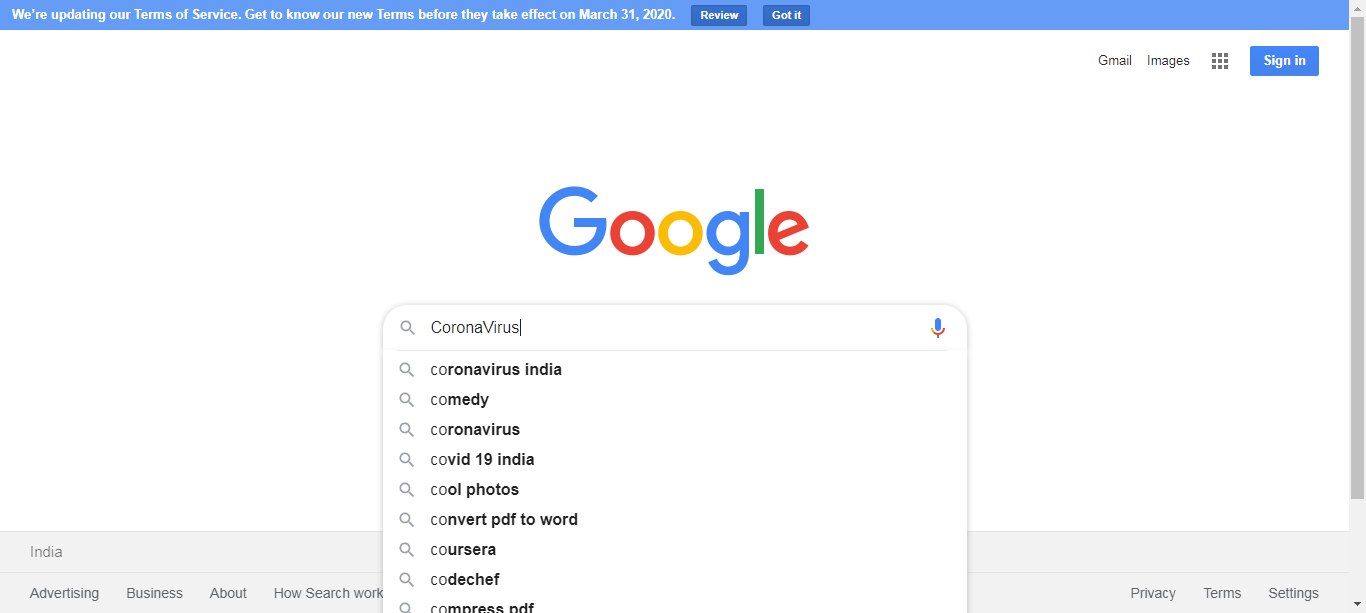 We're updating our Terms of Service. Get to know our new Terms before they take effect on March 31, 2020. Review Got it
Gmail Images Sign in
Google
CoronaVirus
coronavirus india
comedy
coronavirus
covid 19 india
cool photos
convert pdf to word
coursera
codechef
compress pdf
India
Advertising Business About How Search work
Privacy Terms Settings